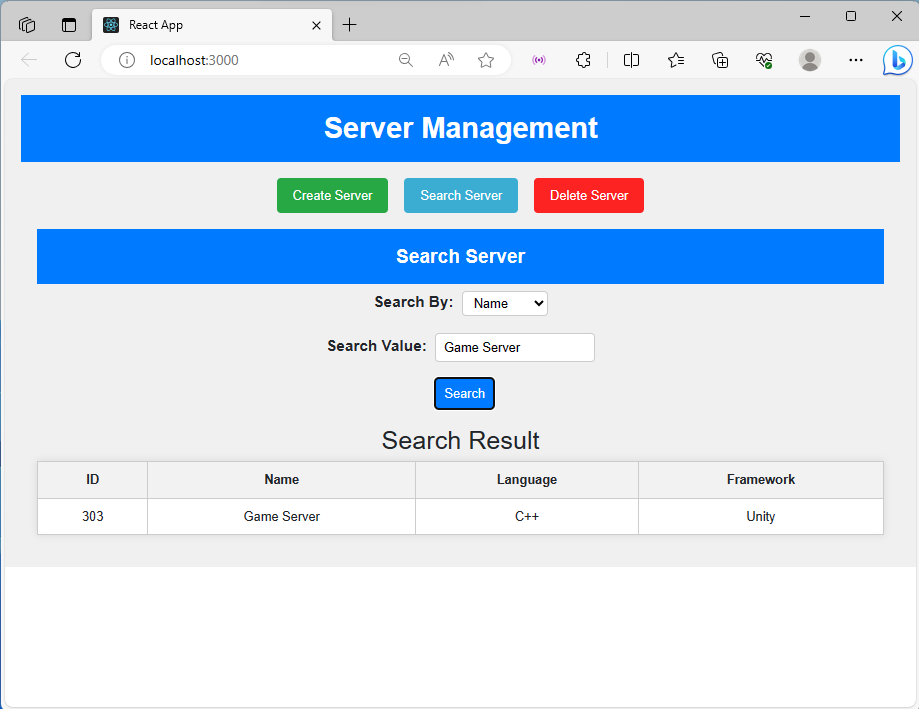 React App
localhost:3000
Server Management
Create Server Search Server Delete Server
Search Server
Search By: Name
Search Value: Game Server
Search
Search Result
ID Name Language Framework
303 Game Server C++ Unity